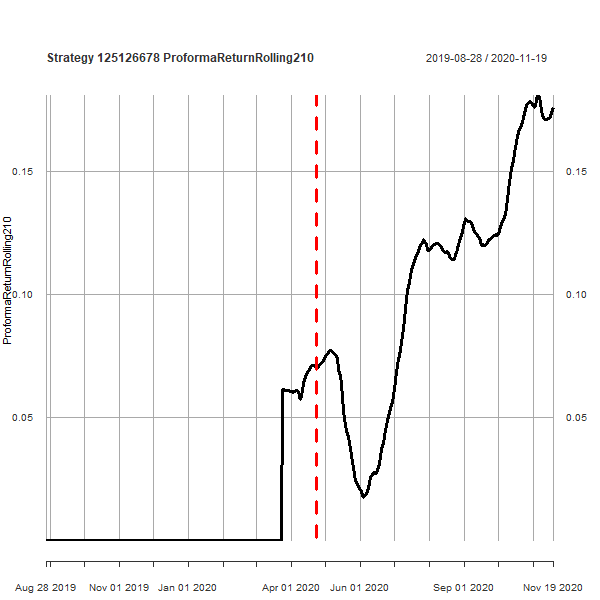 Strategy 125126678 ProformaReturnRolling210
2019-08-28 / 2020-11-19
ProformaReturnRolling210
0.15
0.10
0.05
0.15
0.10
0.05
Aug 28 2019
Nov 01 2019
Jan 01 2020
Apr 01 2020
Jun 01 2020
Sep 01 2020
Nov 19 2020